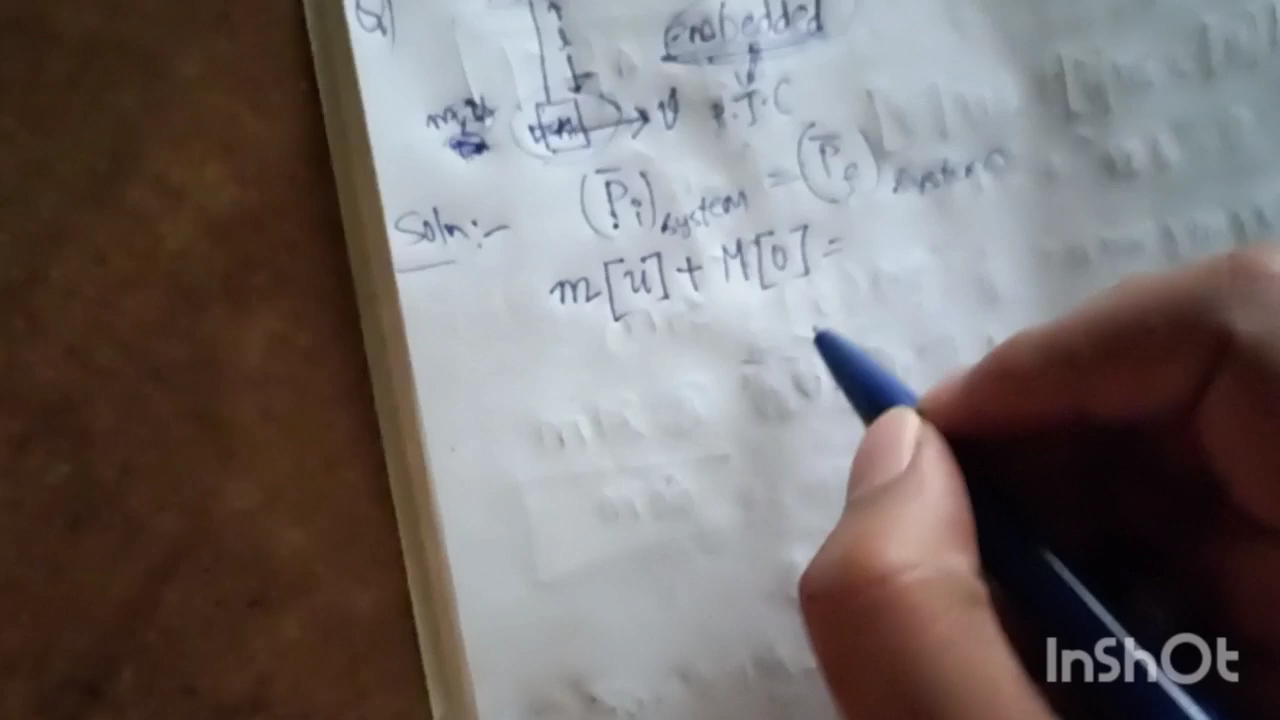 Q)
Embedded
m, u
v
P.I.C
Soln:-
(P̄i)system = (P̄f)system
m[u] + M[0] =
InShOt